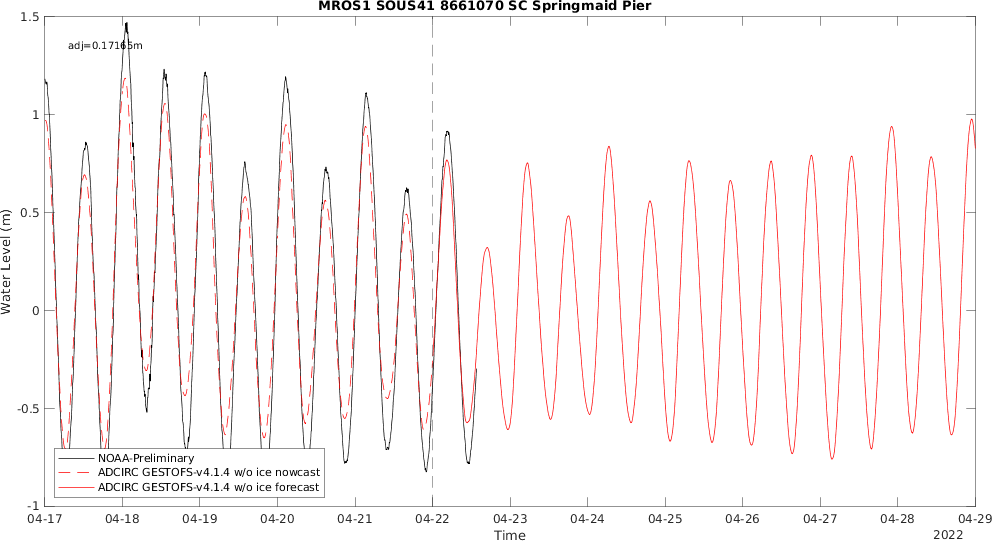 MROS1 SOUS41 8661070 SC Springmaid Pier
adj=0.17165m
Water Level (m)
1.5
1
0.5
0
-0.5
-1
NOAA-Preliminary
ADCIRC GESTOFS-v4.1.4 w/o ice nowcast
ADCIRC GESTOFS-v4.1.4 w/o ice forecast
04-17 04-18 04-19 04-20 04-21 04-22 04-23 04-24 04-25 04-26 04-27 04-28 04-29
Time
2022